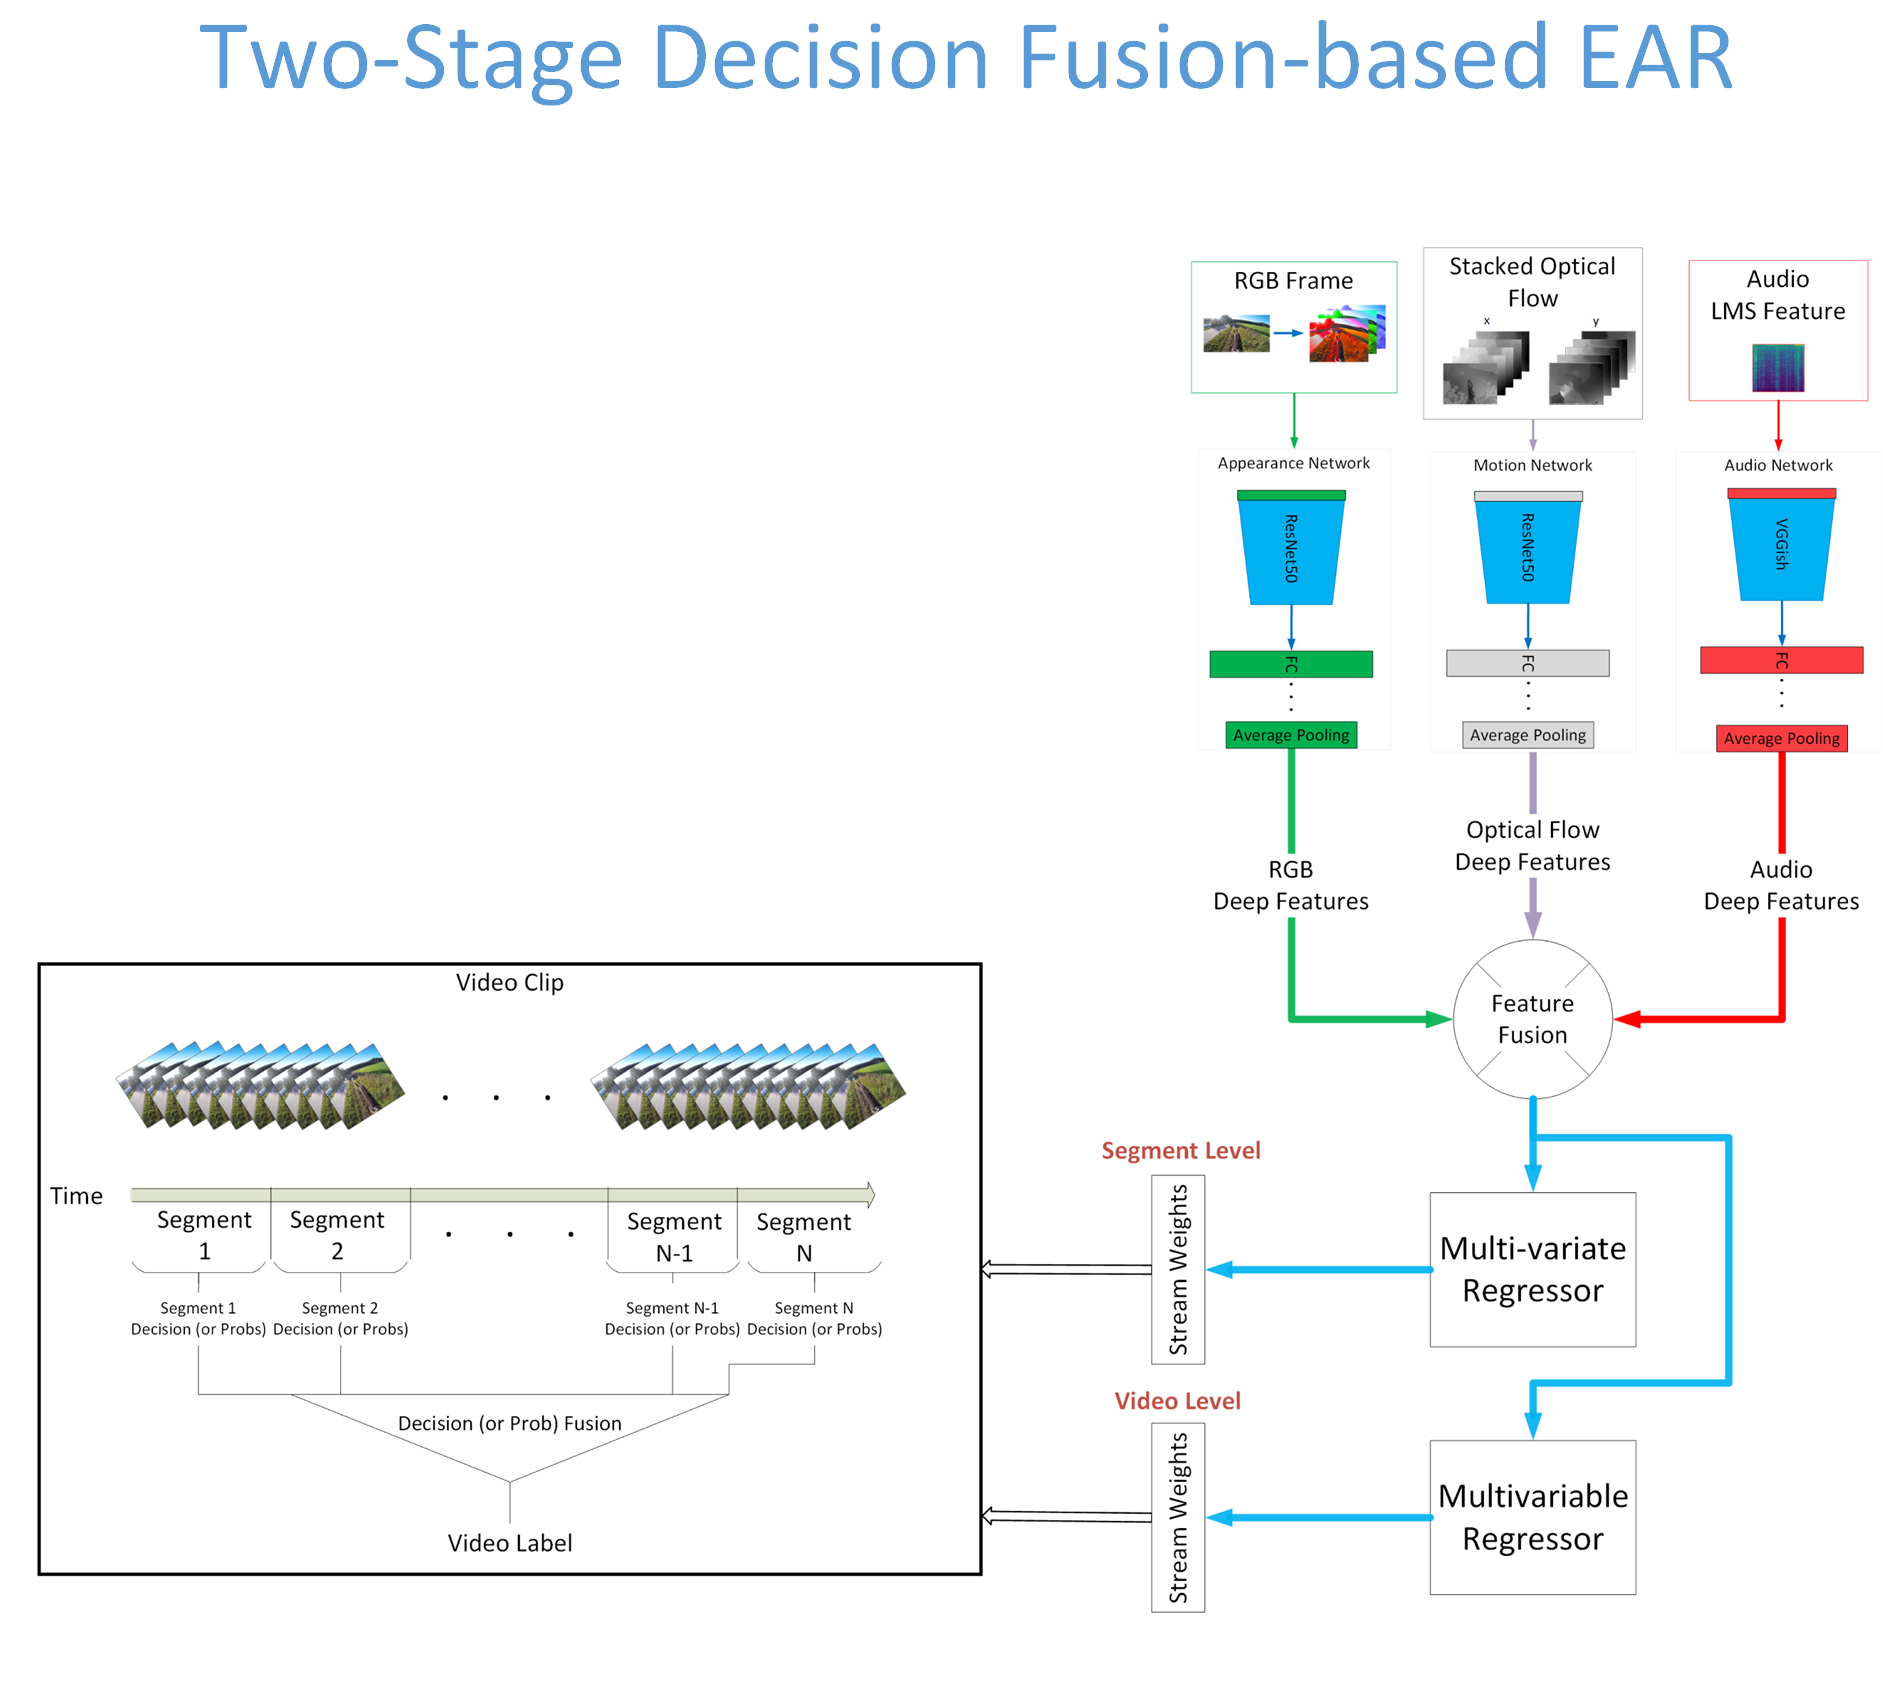 Two-Stage Decision Fusion-based EAR
RGB Frame
Stacked Optical
Flow
x
y
Audio
LMS Feature
Appearance Network
ResNet50
FC
Average Pooling
Motion Network
ResNet50
FC
Average Pooling
Audio Network
VGGish
FC
Average Pooling
RGB
Deep Features
Optical Flow
Deep Features
Audio
Deep Features
Feature
Fusion
Multi-variate
Regressor
Multivariable
Regressor
Segment Level
Stream Weights
Video Level
Stream Weights
Video Clip
Time
Segment
1
Segment
2
Segment
N-1
Segment
N
Segment 1
Decision (or Probs)
Segment 2
Decision (or Probs)
Segment N-1
Decision (or Probs)
Segment N
Decision (or Probs)
Decision (or Prob) Fusion
Video Label